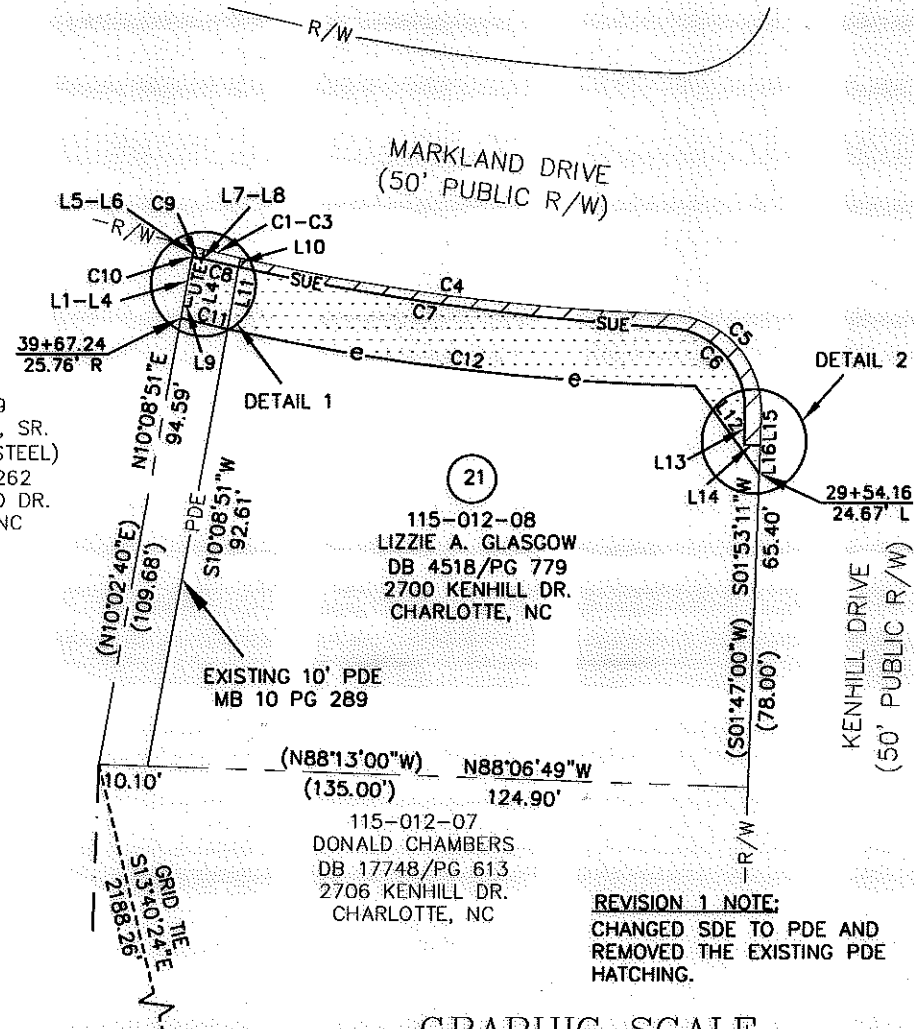 R/W
MARKLAND DRIVE
(50' PUBLIC R/W)
L5-L6
C9
L7-L8
C1-C3
R/W
L10
C10
UTE
C8
L4
L11
SUE
C4
C7
SUE
C5
C6
L1-L4
C11
L9
39+67.24
25.76' R
e
C12
e
DETAIL 1
DETAIL 2
L12
L13
L14
L16
L15
29+54.16
24.67' L
9
, SR.
STEEL)
262
D DR.
NC
N10°08'51"E
94.59'
PDE
S10°08'51"W
92.61'
(N10°02'40"E)
(109.68')
21
115-012-08
LIZZIE A. GLASGOW
DB 4518/PG 779
2700 KENHILL DR.
CHARLOTTE, NC
S01°53'11"W
65.40'
(S01°47'00"W)
(78.00')
KENHILL DRIVE
(50' PUBLIC R/W)
EXISTING 10' PDE
MB 10 PG 289
(N88°13'00"W)
(135.00')
N88°06'49"W
124.90'
10.10'
115-012-07
DONALD CHAMBERS
DB 17748/PG 613
2706 KENHILL DR.
CHARLOTTE, NC
R/W
GRID TIE
S13°40'24"E
2188.26'
REVISION 1 NOTE:
CHANGED SDE TO PDE AND
REMOVED THE EXISTING PDE
HATCHING.
GRAPHIC SCALE